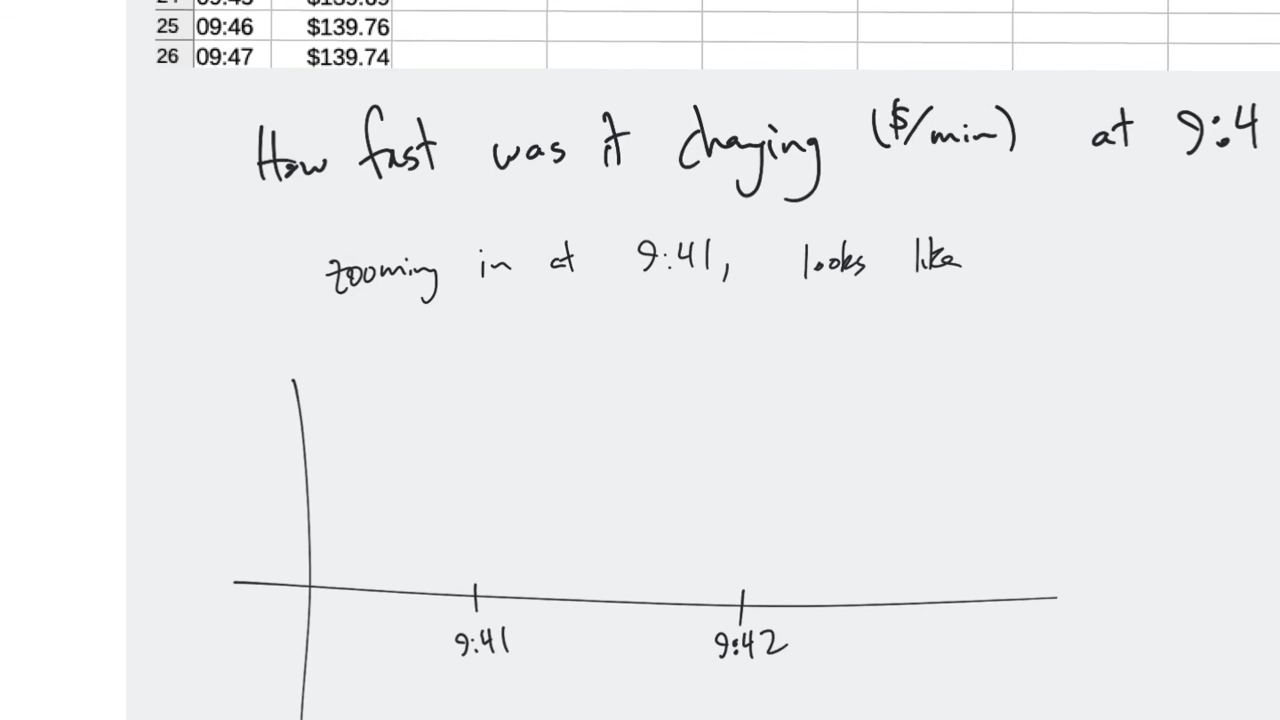 25 09:46 $139.76
26 09:47 $139.74
How fast was it changing ($/min) at 9:4
zooming in at 9:41, looks like
9:41 9:42